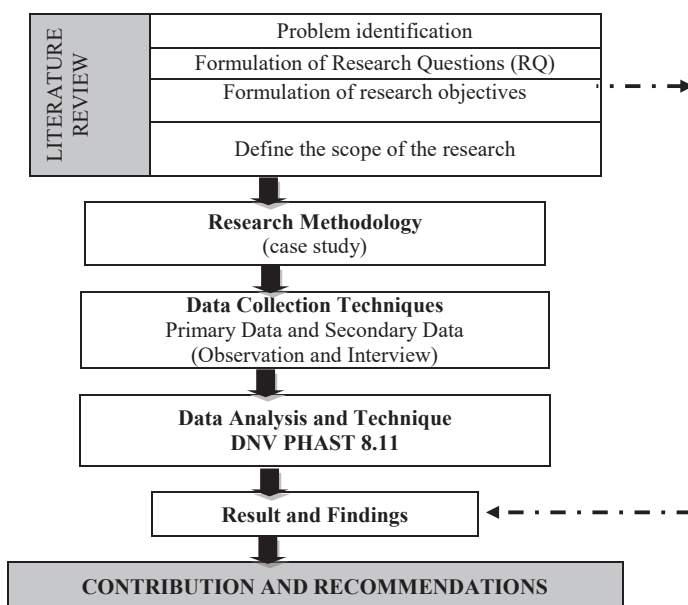 LITERATURE
REVIEW
Problem identification
Formulation of Research Questions (RQ)
Formulation of research objectives
Define the scope of the research
Research Methodology
(case study)
Data Collection Techniques
Primary Data and Secondary Data
(Observation and Interview)
Data Analysis and Technique
DNV PHAST 8.11
Result and Findings
CONTRIBUTION AND RECOMMENDATIONS